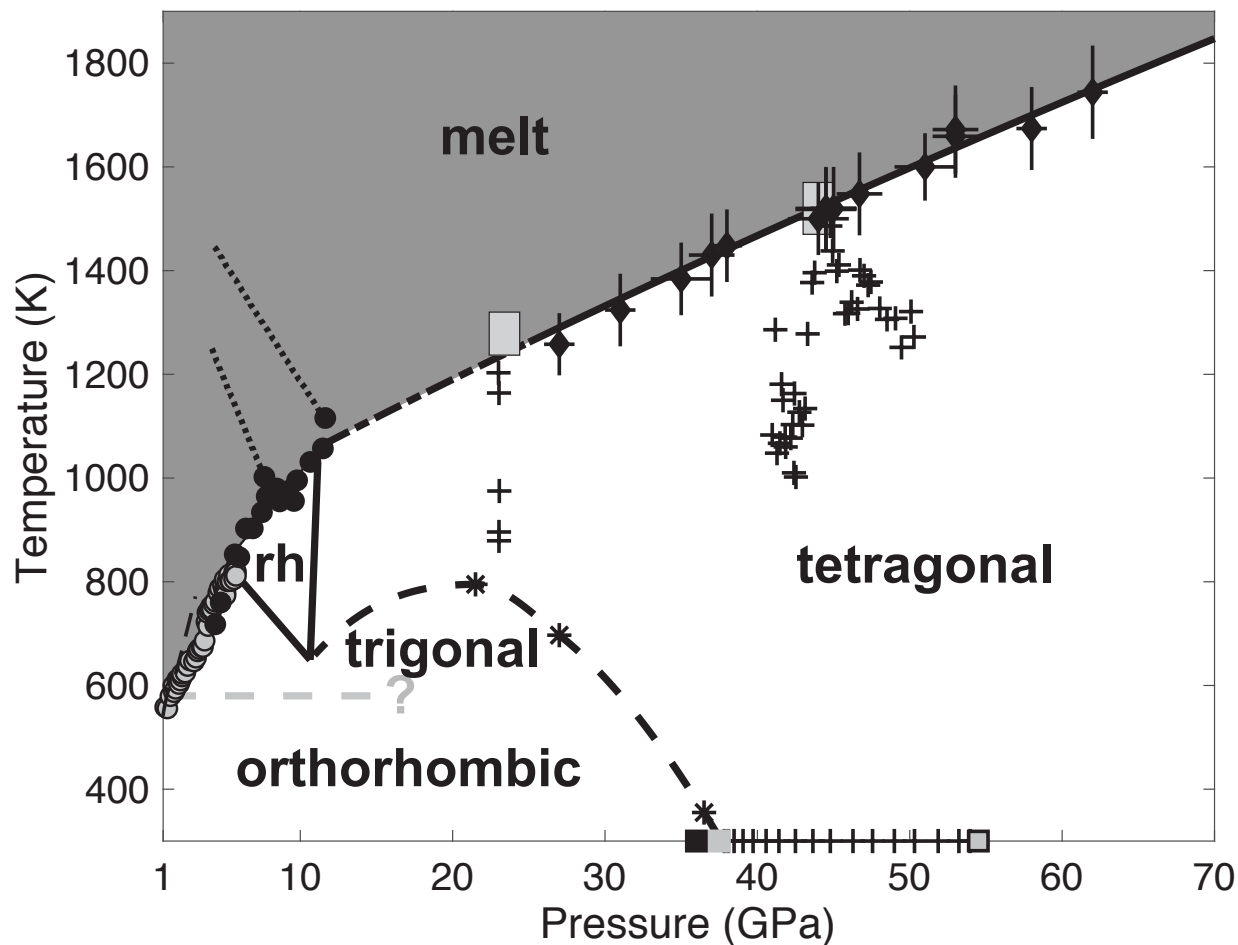 1800
1600
1400
1200
1000
800
600
400
Temperature (K)
melt
rh
tetragonal
trigonal
?
orthorhombic
1 10 20 30 40 50 60 70
Pressure (GPa)